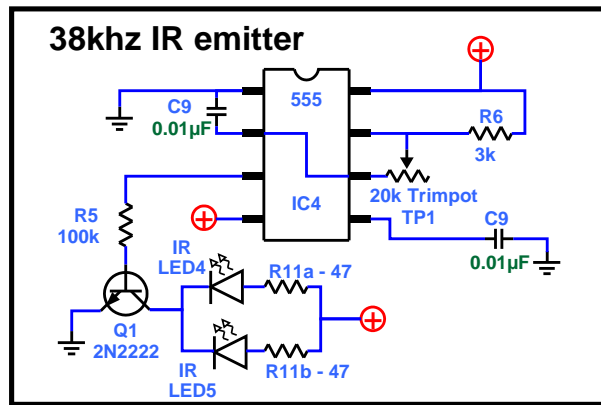 38khz IR emitter
C9
0.01µF
555
IC4
R6
3k
20k Trimpot
TP1
C9
0.01µF
R5
100k
Q1
2N2222
IR
LED4
R11a - 47
IR
LED5
R11b - 47